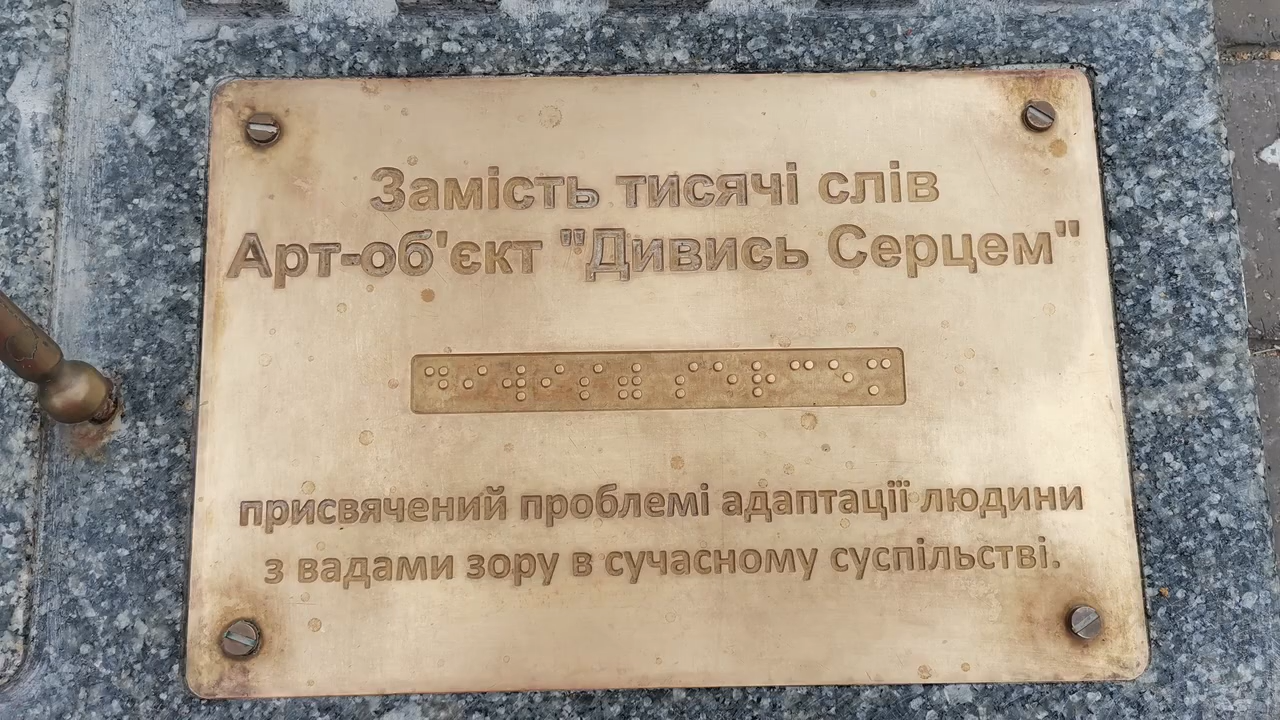 Замість тисячі слів
Арт-об'єкт "Дивись Серцем"
присвячений проблемі адаптації людини
з вадами зору в сучасному суспільстві.